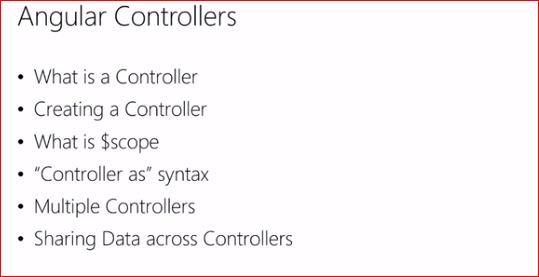 Angular Controllers
• What is a Controller
• Creating a Controller
• What is $scope
• “Controller as” syntax
• Multiple Controllers
• Sharing Data across Controllers